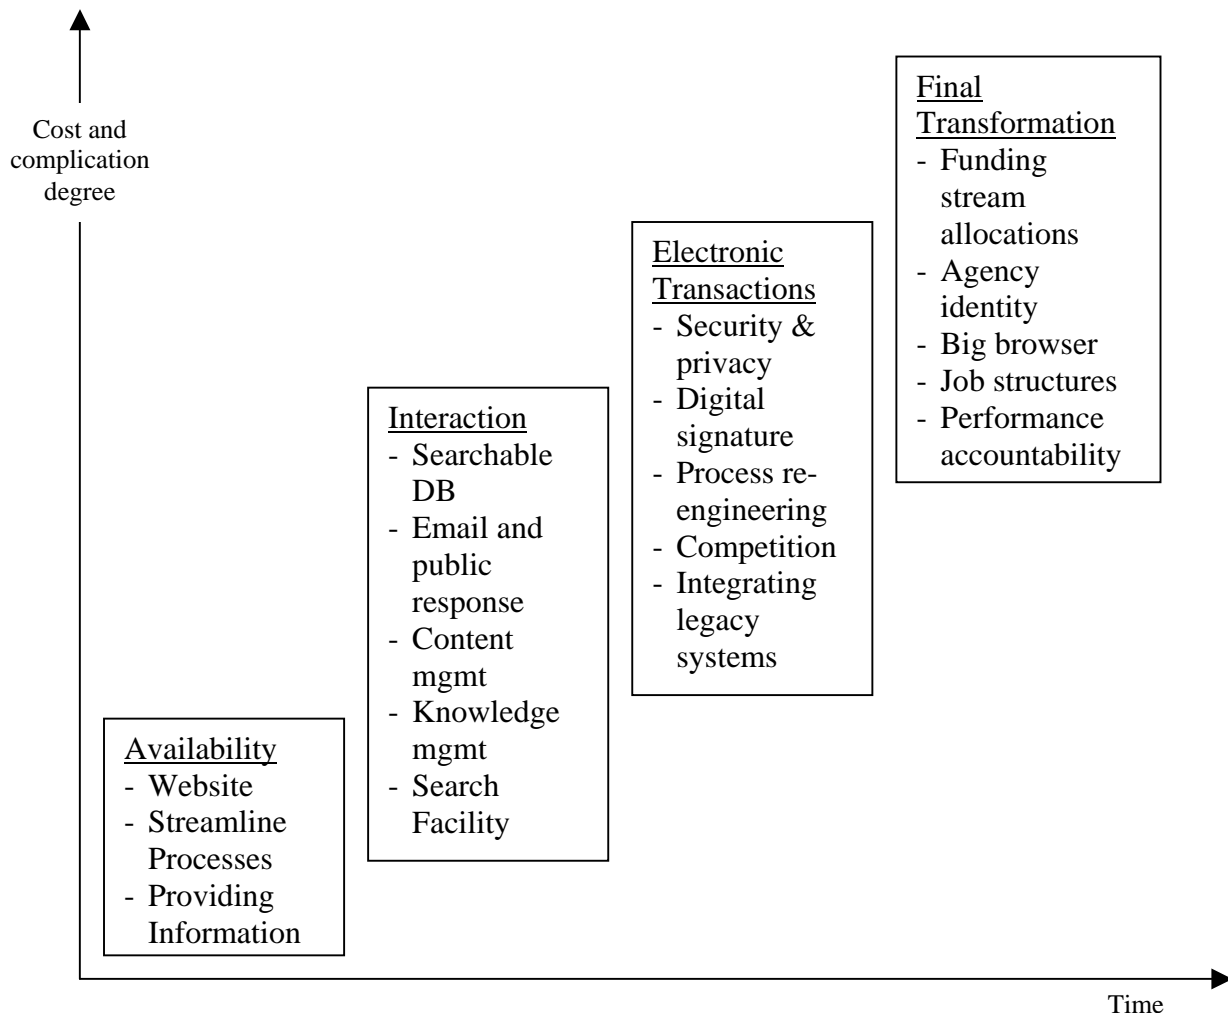 Cost and
complication
degree
Availability
- Website
- Streamline
Processes
- Providing
Information
Interaction
- Searchable
DB
- Email and
public
response
- Content
mgmt
- Knowledge
mgmt
- Search
Facility
Electronic
Transactions
- Security &
privacy
- Digital
signature
- Process re-
engineering
- Competition
- Integrating
legacy
systems
Final
Transformation
- Funding
stream
allocations
- Agency
identity
- Big browser
- Job structures
- Performance
accountability
Time